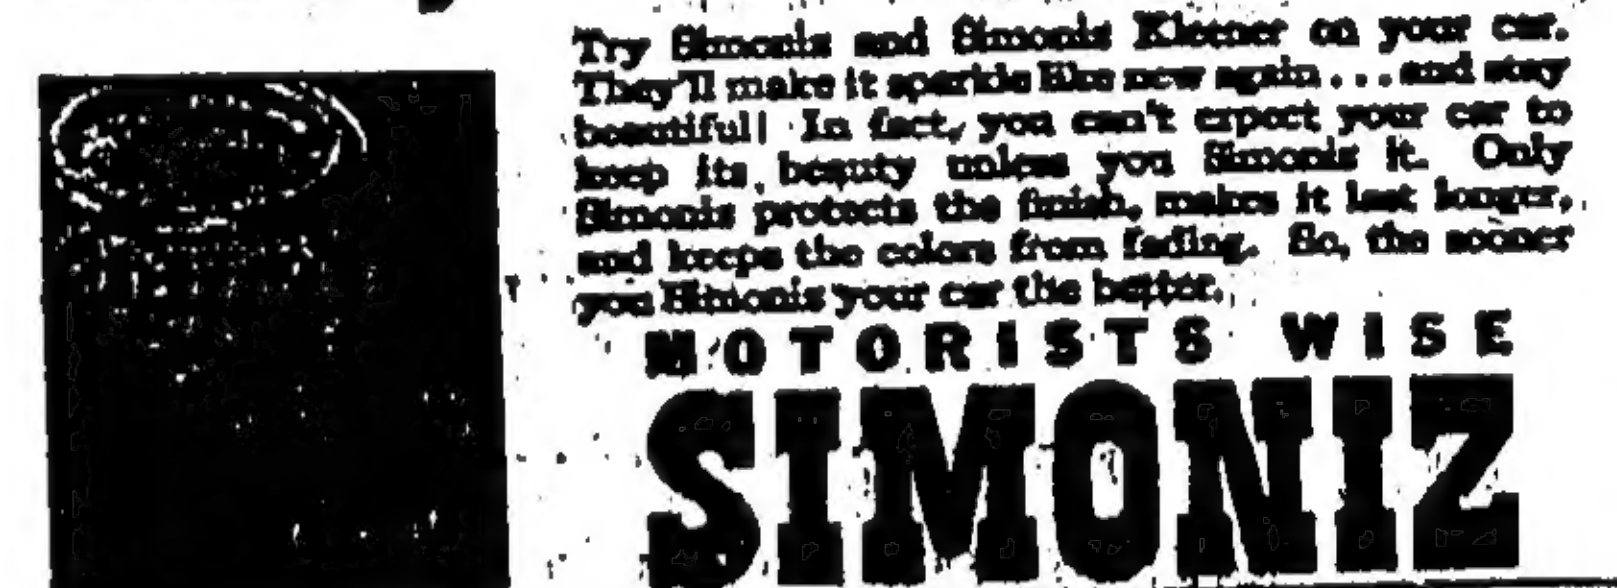 Try Simoniz and Simoniz Kleener on your car.
They'll make it sparkle like new again...and stay
beautiful! In fact, you can't expect your car to
keep its beauty unless you Simoniz it. Only
Simoniz protects the finish, makes it last longer,
and keeps the colors from fading. So, the sooner
you Simoniz your car the better.
MOTORISTS WISE
SIMONIZ